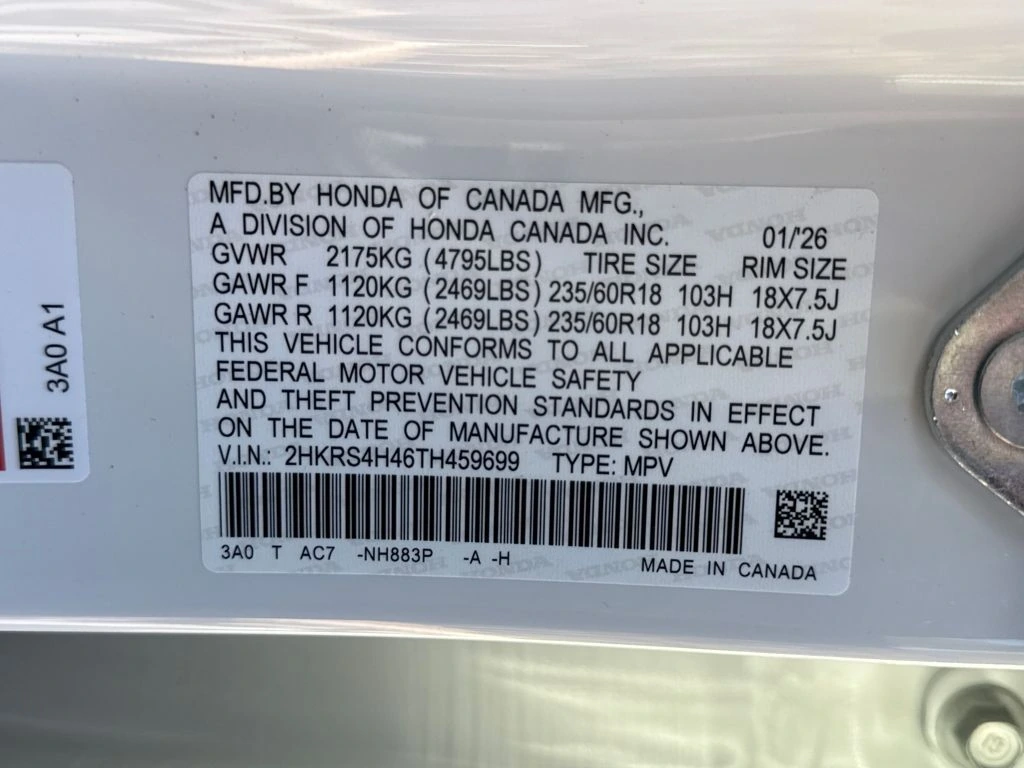 MFD.BY HONDA OF CANADA MFG.,
A DIVISION OF HONDA CANADA INC. 01/'26
GVWR 2175KG (4795LBS) TIRE SIZE RIM SIZE
GAWR F 1120KG (2469LBS) 235/60R18 103H 18X7.5J
GAWR R 1120KG (2469LBS) 235/60R18 103H 18X7.5J
THIS VEHICLE CONFORMS TO ALL APPLICABLE
FEDERAL MOTOR VEHICLE SAFETY
AND THEFT PREVENTION STANDARDS IN EFFECT
ON THE DATE OF MANUFACTURE SHOWN ABOVE.
V.I.N.: 2HKRS4H46TH459699 TYPE: MPV
3A0 T AC7 -NH883P -A -H
MADE IN CANADA
3A0 A1